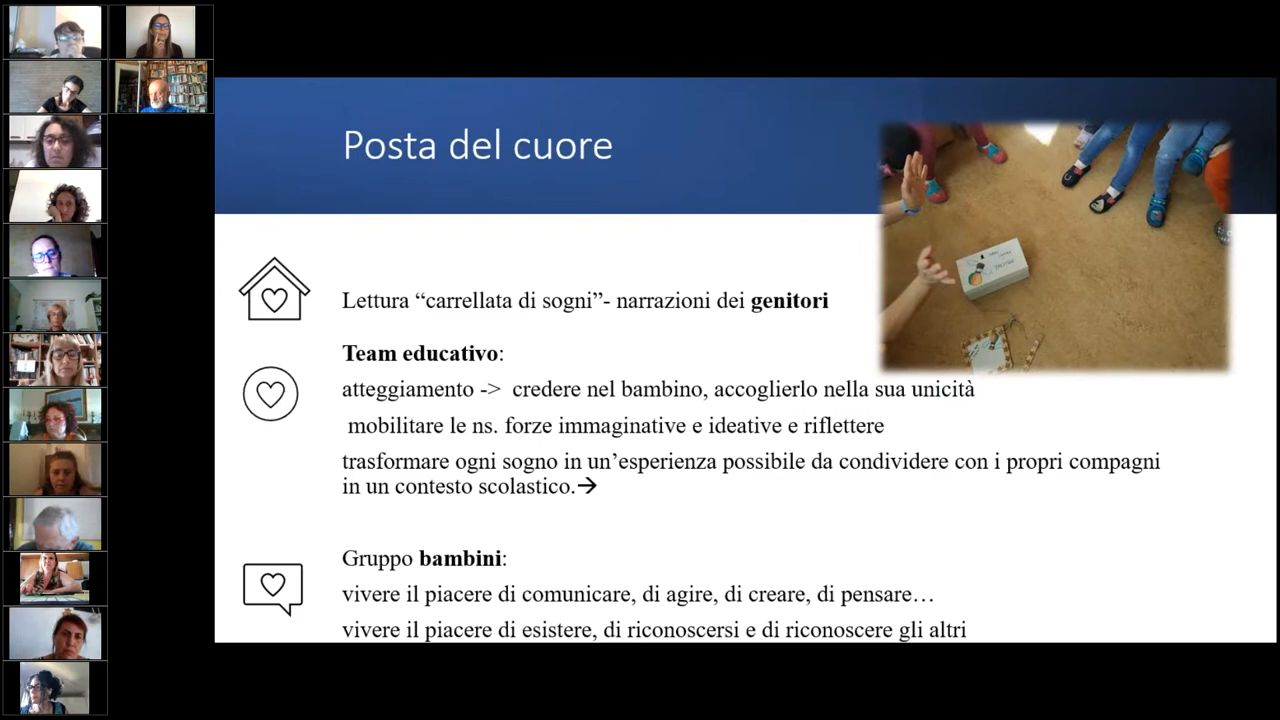 Posta del cuore
Lettura “carrellata di sogni”- narrazioni dei genitori
Team educativo:
atteggiamento -> credere nel bambino, accoglierlo nella sua unicità
mobilitare le ns. forze immaginative e ideative e riflettere
trasformare ogni sogno in un’esperienza possibile da condividere con i propri compagni
in un contesto scolastico.→
Gruppo bambini:
vivere il piacere di comunicare, di agire, di creare, di pensare…
vivere il piacere di esistere, di riconoscersi e di riconoscere gli altri